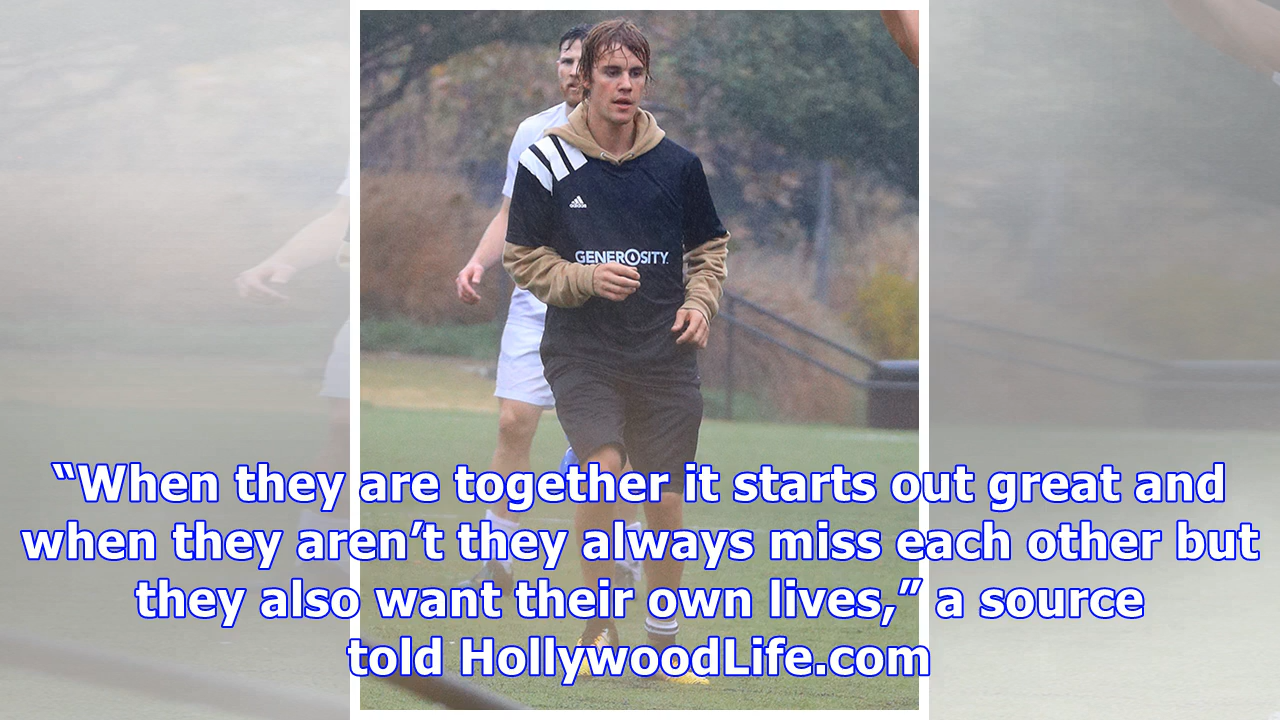 adidas
GENEROSITY
“When they are together it starts out great and
when they aren’t they always miss each other but
they also want their own lives,” a source
told HollywoodLife.com